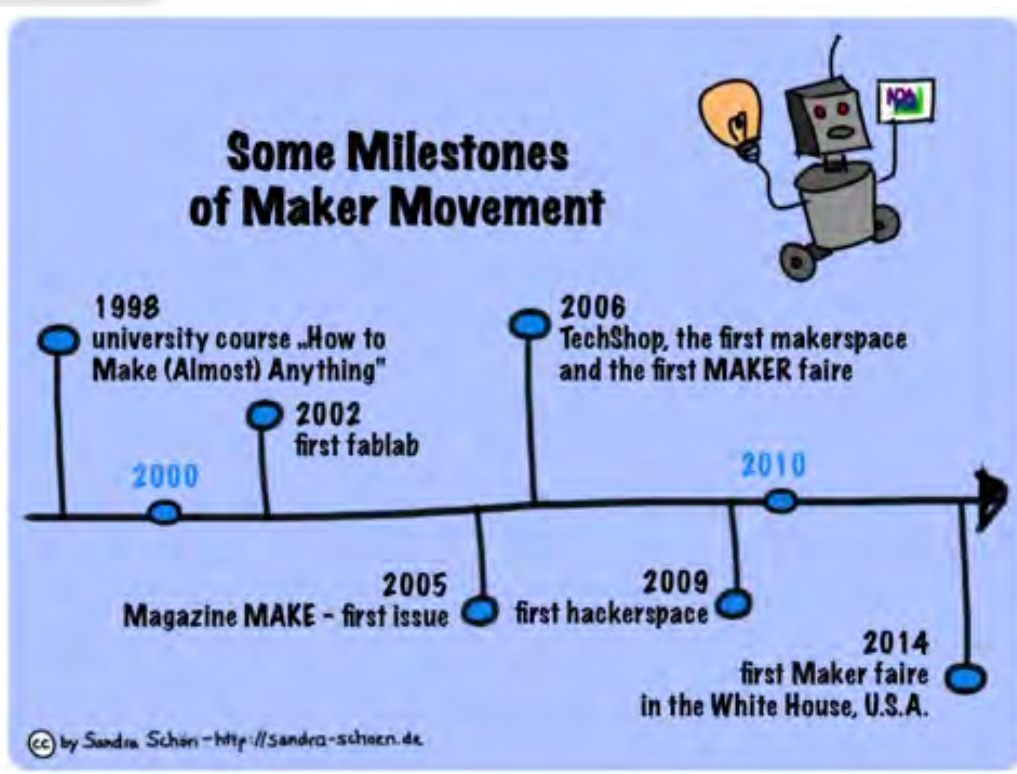 Some Milestones
of Maker Movement
1998
university course „How to
Make (Almost) Anything"
2002
first fablab
2000
2005
Magazine MAKE - first issue
2006
TechShop, the first makerspace
and the first MAKER faire
2010
2009
first hackerspace
2014
first Maker faire
in the White House, U.S.A.
cc by Sandra Schön - http://sandra-schoen.de